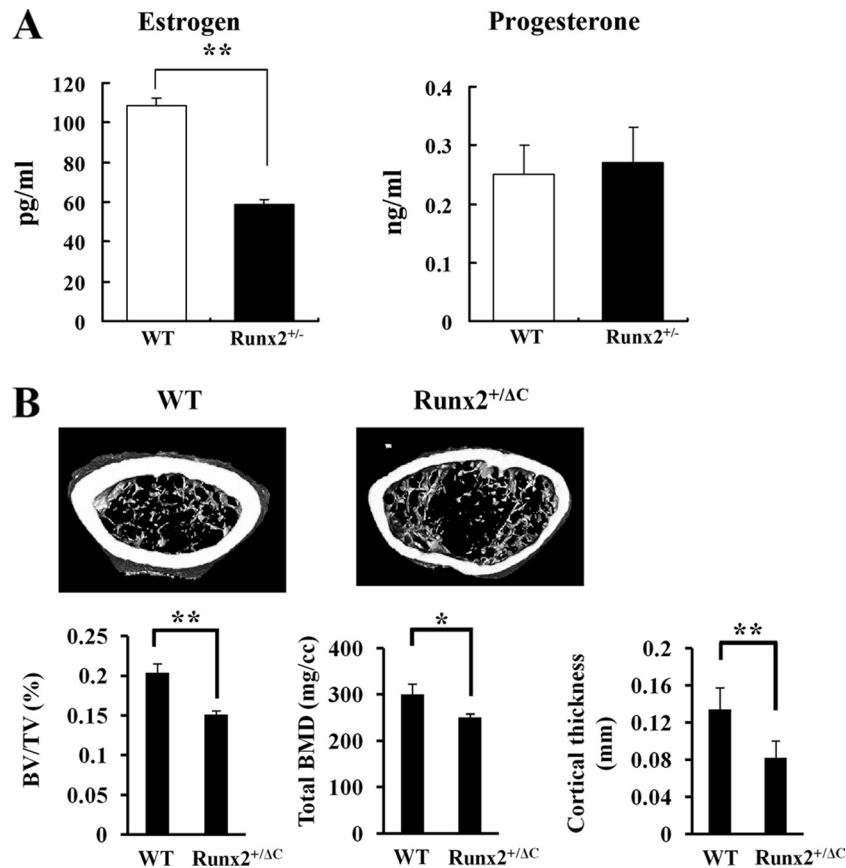 A
Estrogen
**
120
100
80
60
40
20
0
pg/ml
WT
Runx2+/-
Progesterone
0.4
0.3
0.2
0.1
0
ng/ml
WT
Runx2+/-
B
WT
Runx2+/ΔC
**
0.25
0.2
0.15
0.1
0.05
0
BV/TV (%)
WT
Runx2+/ΔC
*
400
300
200
100
0
Total BMD (mg/cc)
WT
Runx2+/ΔC
**
0.2
0.16
0.12
0.08
0.04
0
Cortical thickness
(mm)
WT
Runx2+/ΔC